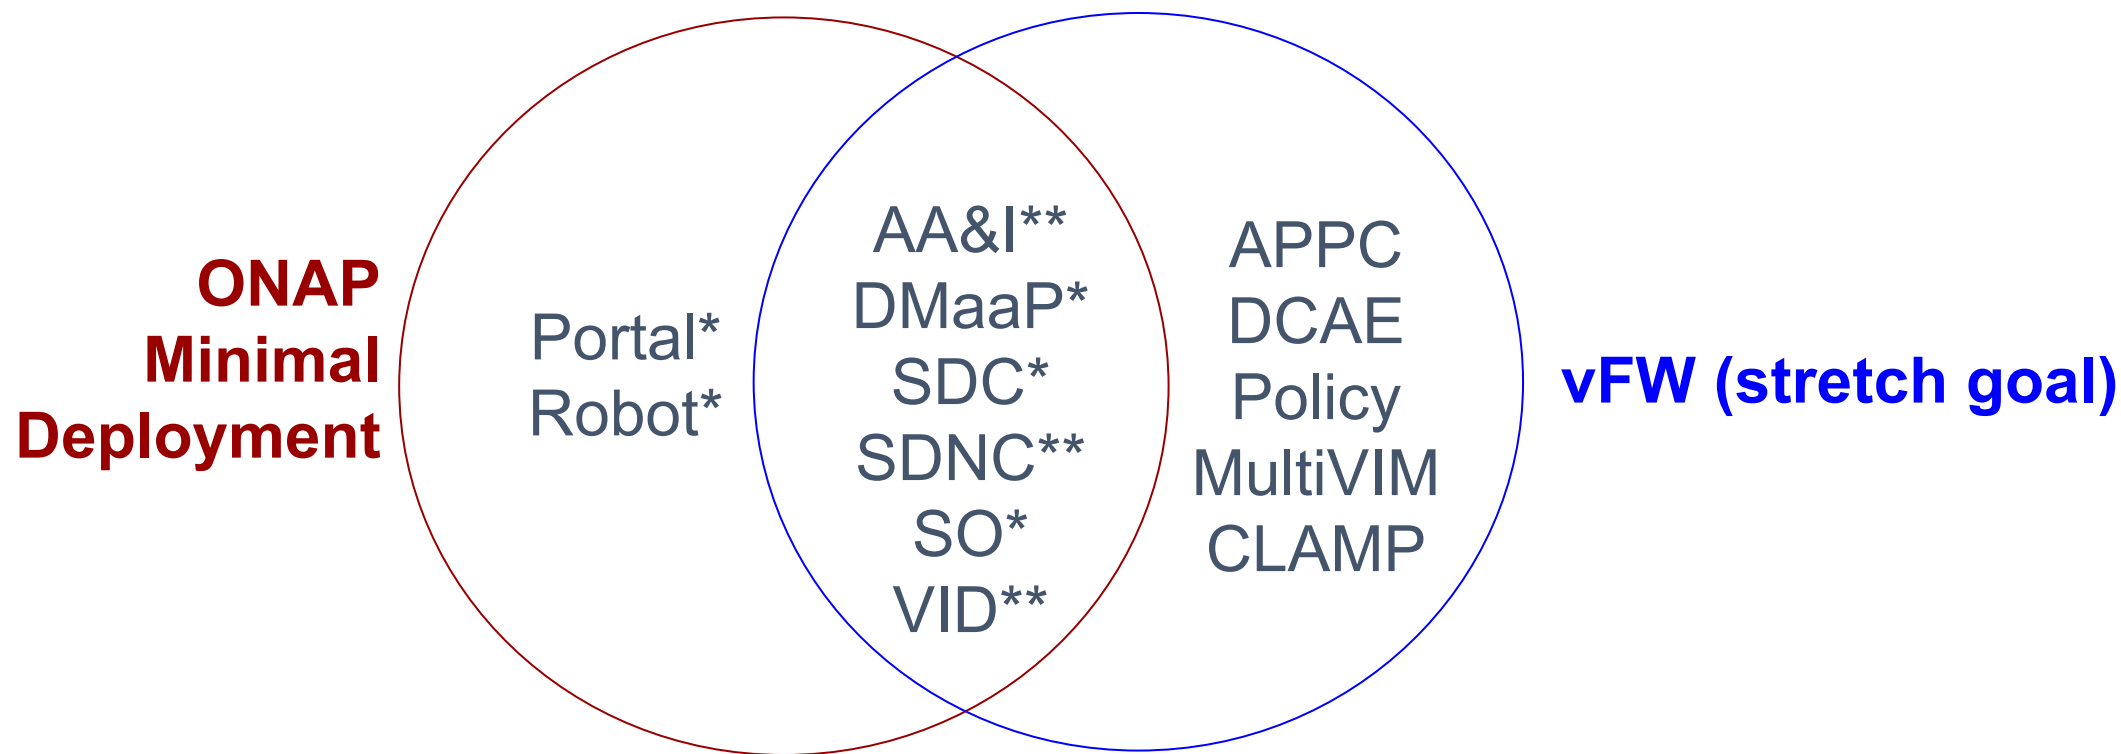 ONAP
Minimal
Deployment
Portal*
Robot*
AA&I**
DMaaP*
SDC*
SDNC**
SO*
VID**
APPC
DCAE
Policy
MultiVIM
CLAMP
vFW (stretch goal)